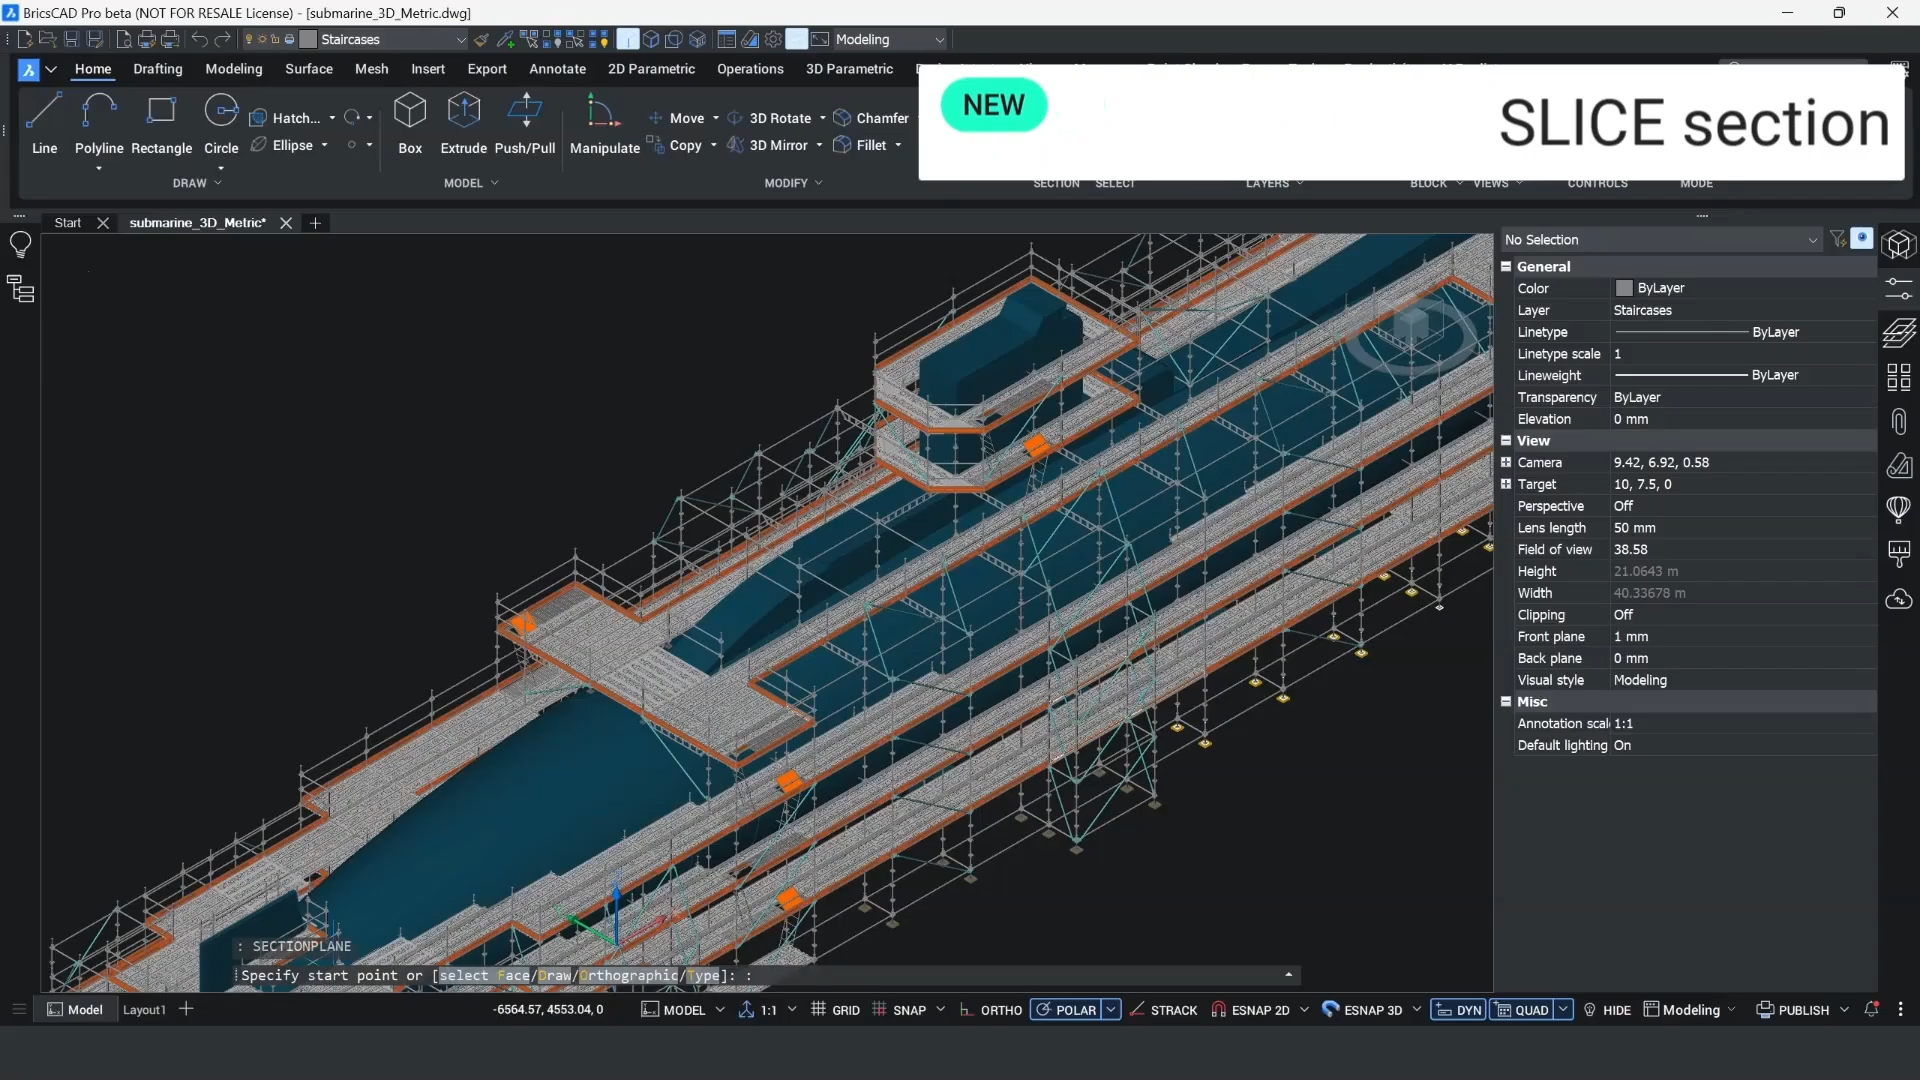 BricsCAD Pro beta (NOT FOR RESALE License) - [submarine_3D_Metric.dwg]
Staircases
Modeling
Home
Drafting
Modeling
Surface
Mesh
Insert
Export
Annotate
2D Parametric
Operations
3D Parametric
NEW
SLICE section
Line
Polyline
Rectangle
Circle
Hatch...
Ellipse
Box
Extrude
Push/Pull
Manipulate
Move
Copy
3D Rotate
3D Mirror
Chamfer
Fillet
DRAW
MODEL
MODIFY
SECTION
SELECT
LAYERS
BLOCK
VIEWS
CONTROLS
MODE
Start
submarine_3D_Metric*
No Selection
General
Color ByLayer
Layer Staircases
Linetype ByLayer
Linetype scale 1
Lineweight ByLayer
Transparency ByLayer
Elevation 0 mm
View
Camera 9.42, 6.92, 0.58
Target 10, 7.5, 0
Perspective Off
Lens length 50 mm
Field of view 38.58
Height 21.0643 m
Width 40.33678 m
Clipping Off
Front plane 1 mm
Back plane 0 mm
Visual style Modeling
Misc
Annotation scal 1:1
Default lighting On
: SECTIONPLANE
Specify start point or [select Face/Draw/Orthographic/Type]: :
Model
Layout1
-6564.57, 4553.04, 0
MODEL
1:1
GRID
SNAP
ORTHO
POLAR
STRACK
ESNAP 2D
ESNAP 3D
DYN
QUAD
HIDE
Modeling
PUBLISH